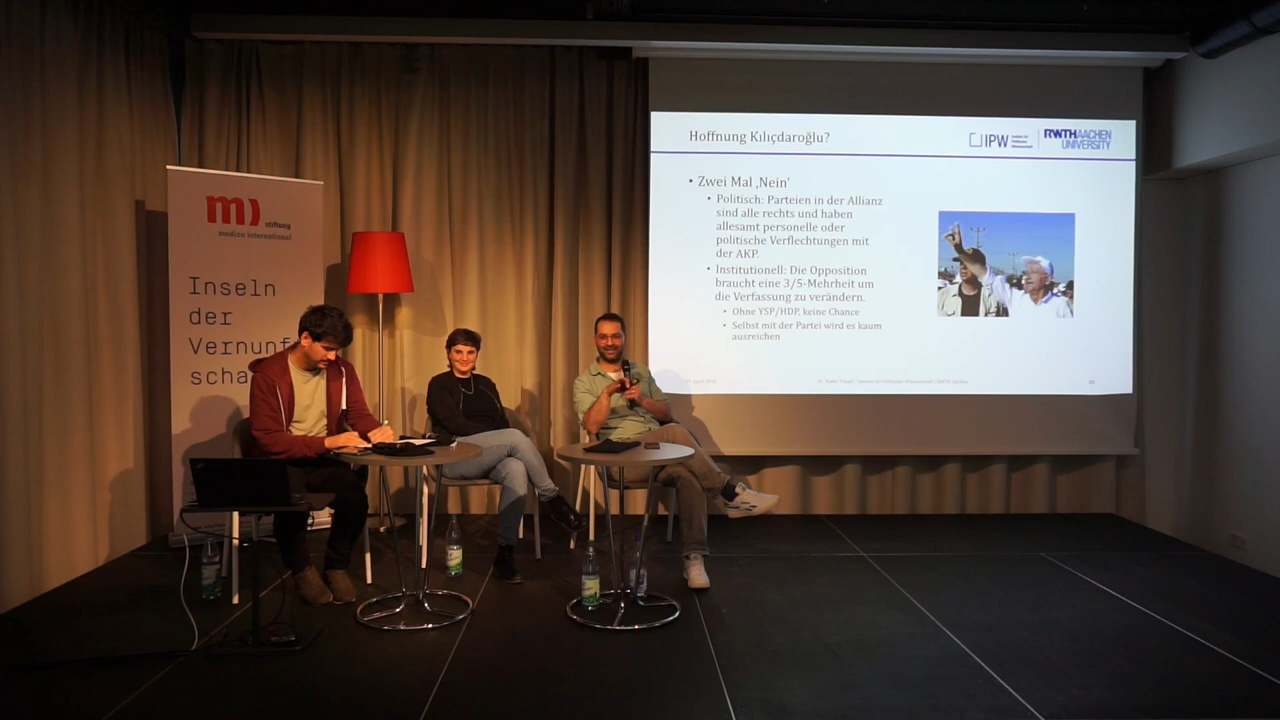 m)
stiftung
medico international
Inseln
der
Vernunf
scha
Hoffnung Kılıçdaroğlu?
IPW
RWTHAACHEN
UNIVERSITY
• Zwei Mal ‚Nein‘
• Politisch: Parteien in der Allianz
sind alle rechts und haben
allesamt personelle oder
politische Verflechtungen mit
der AKP.
• Institutionell: Die Opposition
braucht eine 3/5-Mehrheit um
die Verfassung zu verändern.
• Ohne YSP/HDP, keine Chance
• Selbst mit der Partei wird es kaum
ausreichen